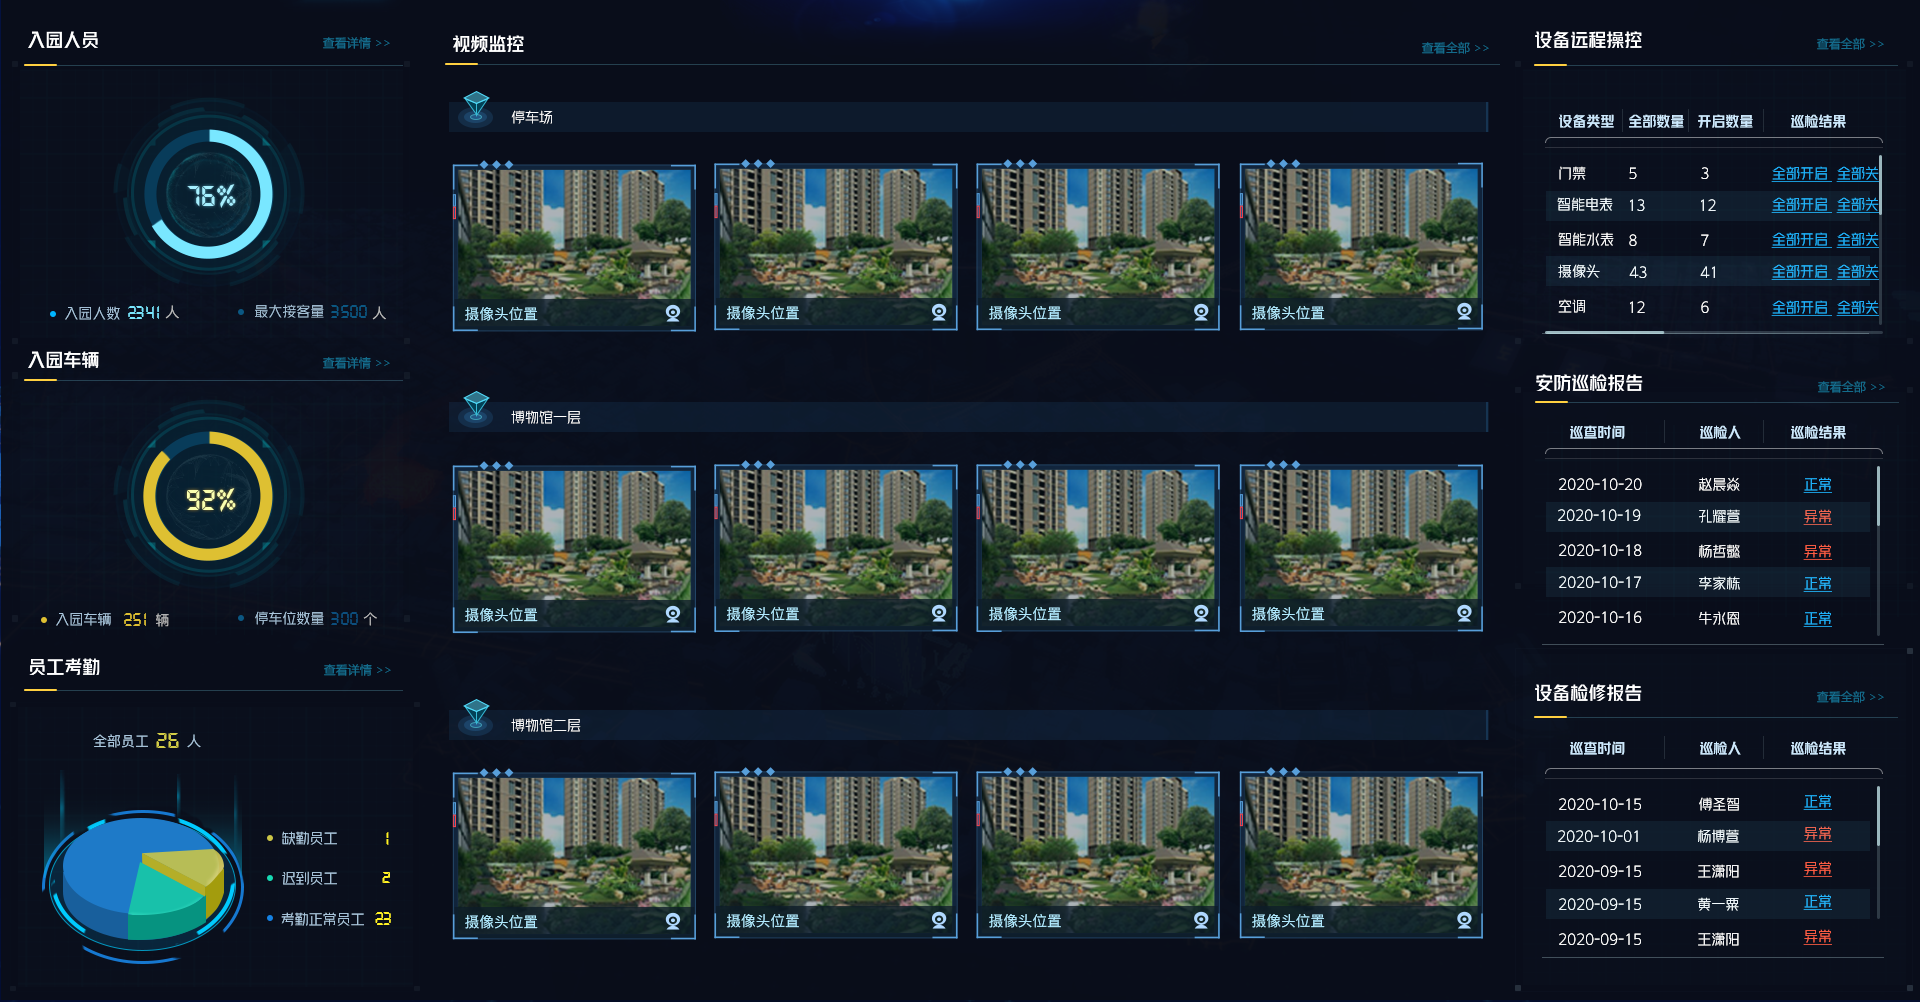 入园人员
查看详情 >>
76%
入园人数 2341 人
最大接客量 3500 人
入园车辆
查看详情 >>
92%
入园车辆 251 辆
停车位数量 300 个
员工考勤
查看详情 >>
全部员工 26 人
缺勤员工 1
迟到员工 2
考勤正常员工 23
视频监控
查看全部 >>
停车场
摄像头位置
摄像头位置
摄像头位置
摄像头位置
博物馆一层
摄像头位置
摄像头位置
摄像头位置
摄像头位置
博物馆二层
摄像头位置
摄像头位置
摄像头位置
摄像头位置
设备远程操控
查看全部 >>
设备类型 全部数量 开启数量 巡检结果
门禁 5 3 全部开启 全部关
智能电表 13 12 全部开启 全部关
智能水表 8 7 全部开启 全部关
摄像头 43 41 全部开启 全部关
空调 12 6 全部开启 全部关
安防巡检报告
查看全部 >>
巡查时间 巡检人 巡检结果
2020-10-20 赵晨焱 正常
2020-10-19 孔耀萱 异常
2020-10-18 杨哲懿 异常
2020-10-17 李家栋 正常
2020-10-16 牛水恩 正常
设备检修报告
查看全部 >>
巡查时间 巡检人 巡检结果
2020-10-15 傅圣智 正常
2020-10-01 杨博萱 异常
2020-09-15 王潇阳 异常
2020-09-15 黄一粟 正常
2020-09-15 王潇阳 异常